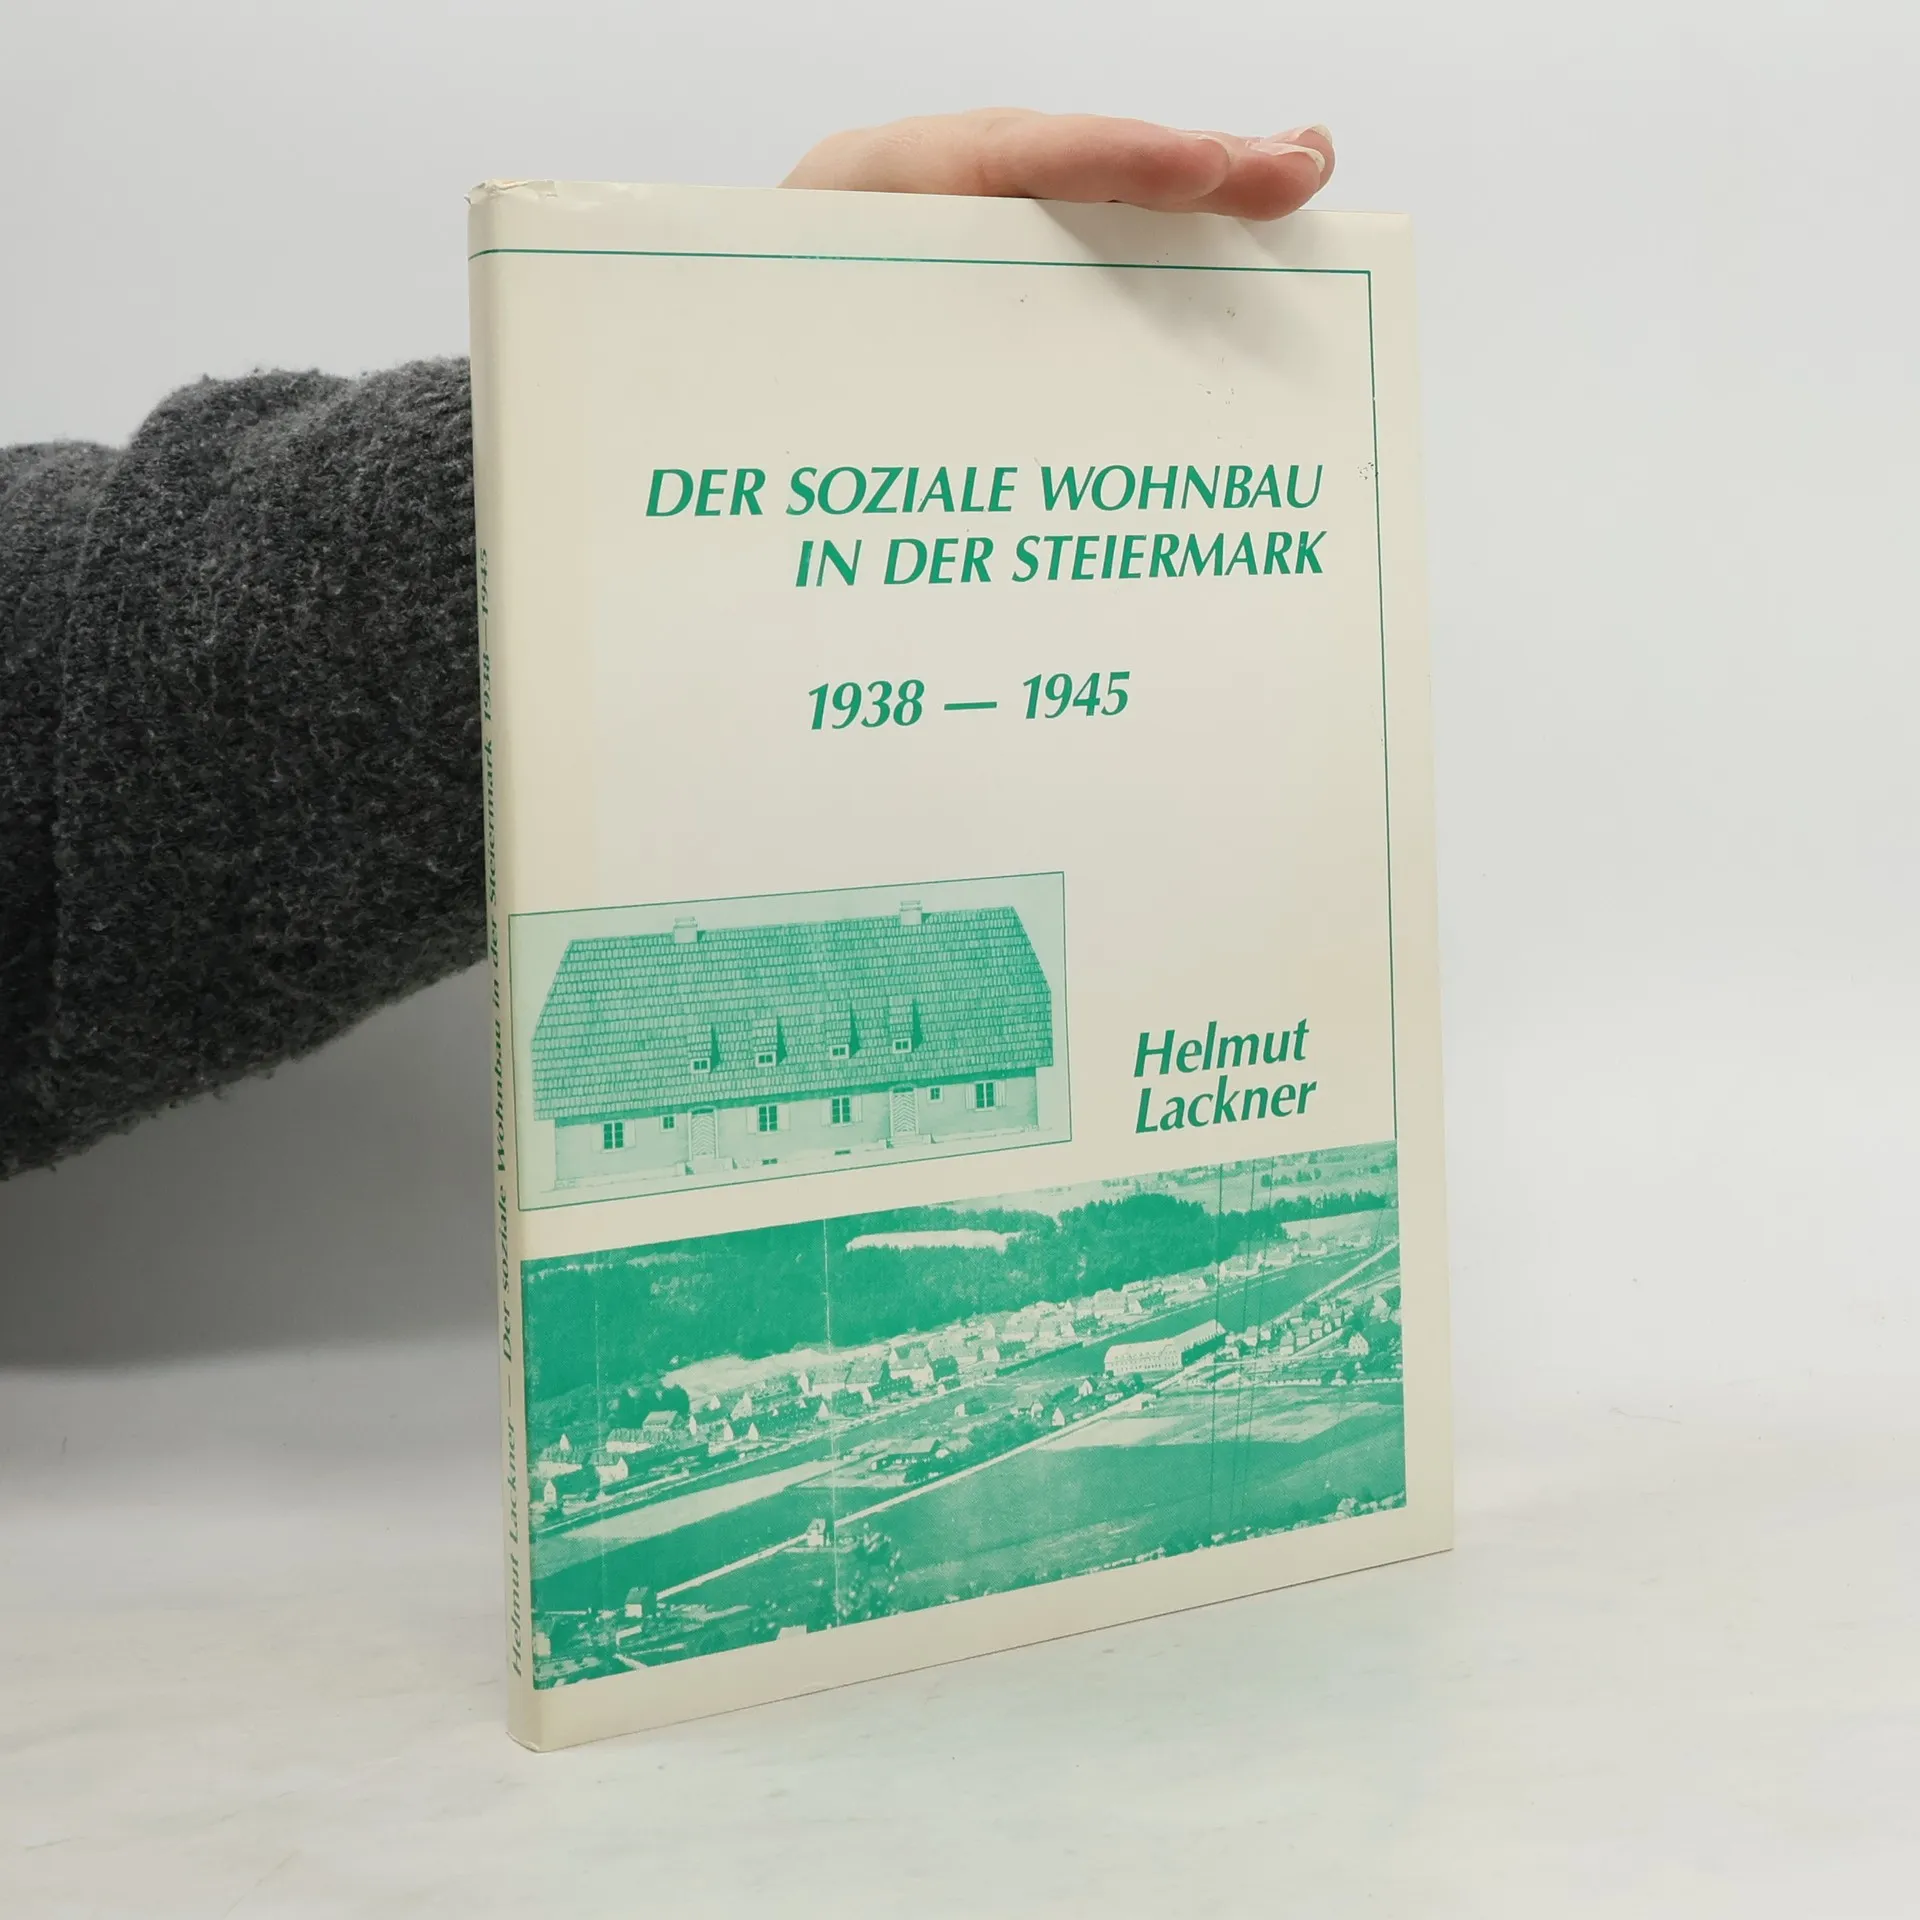 DER SOZIALE WOHNBAU
IN DER STEIERMARK
1938 — 1945
Helmut
Lackner
Helmut Lackner — Der soziale Wohnbau in der Steiermark 1938—1945